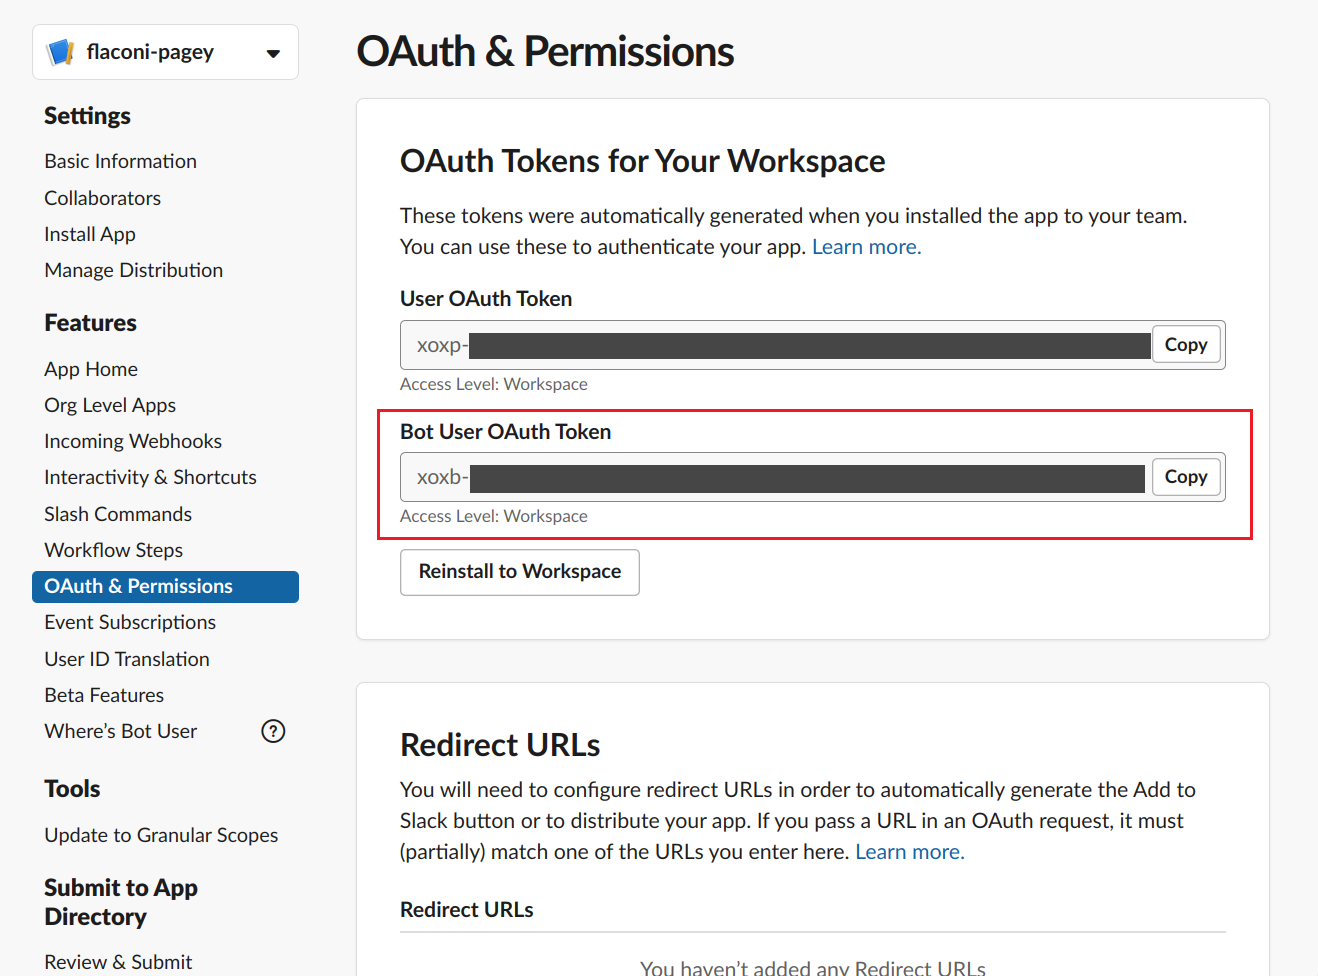 flaconi-pagey
Settings
Basic Information
Collaborators
Install App
Manage Distribution
Features
App Home
Org Level Apps
Incoming Webhooks
Interactivity & Shortcuts
Slash Commands
Workflow Steps
OAuth & Permissions
Event Subscriptions
User ID Translation
Beta Features
Where’s Bot User
?
Tools
Update to Granular Scopes
Submit to App
Directory
Review & Submit
OAuth & Permissions
OAuth Tokens for Your Workspace
These tokens were automatically generated when you installed the app to your team.
You can use these to authenticate your app. Learn more.
User OAuth Token
xoxp- Copy
Access Level: Workspace
Bot User OAuth Token
xoxb- Copy
Access Level: Workspace
Reinstall to Workspace
Redirect URLs
You will need to configure redirect URLs in order to automatically generate the Add to
Slack button or to distribute your app. If you pass a URL in an OAuth request, it must
(partially) match one of the URLs you enter here. Learn more.
Redirect URLs
You haven’t added any Redirect URLs